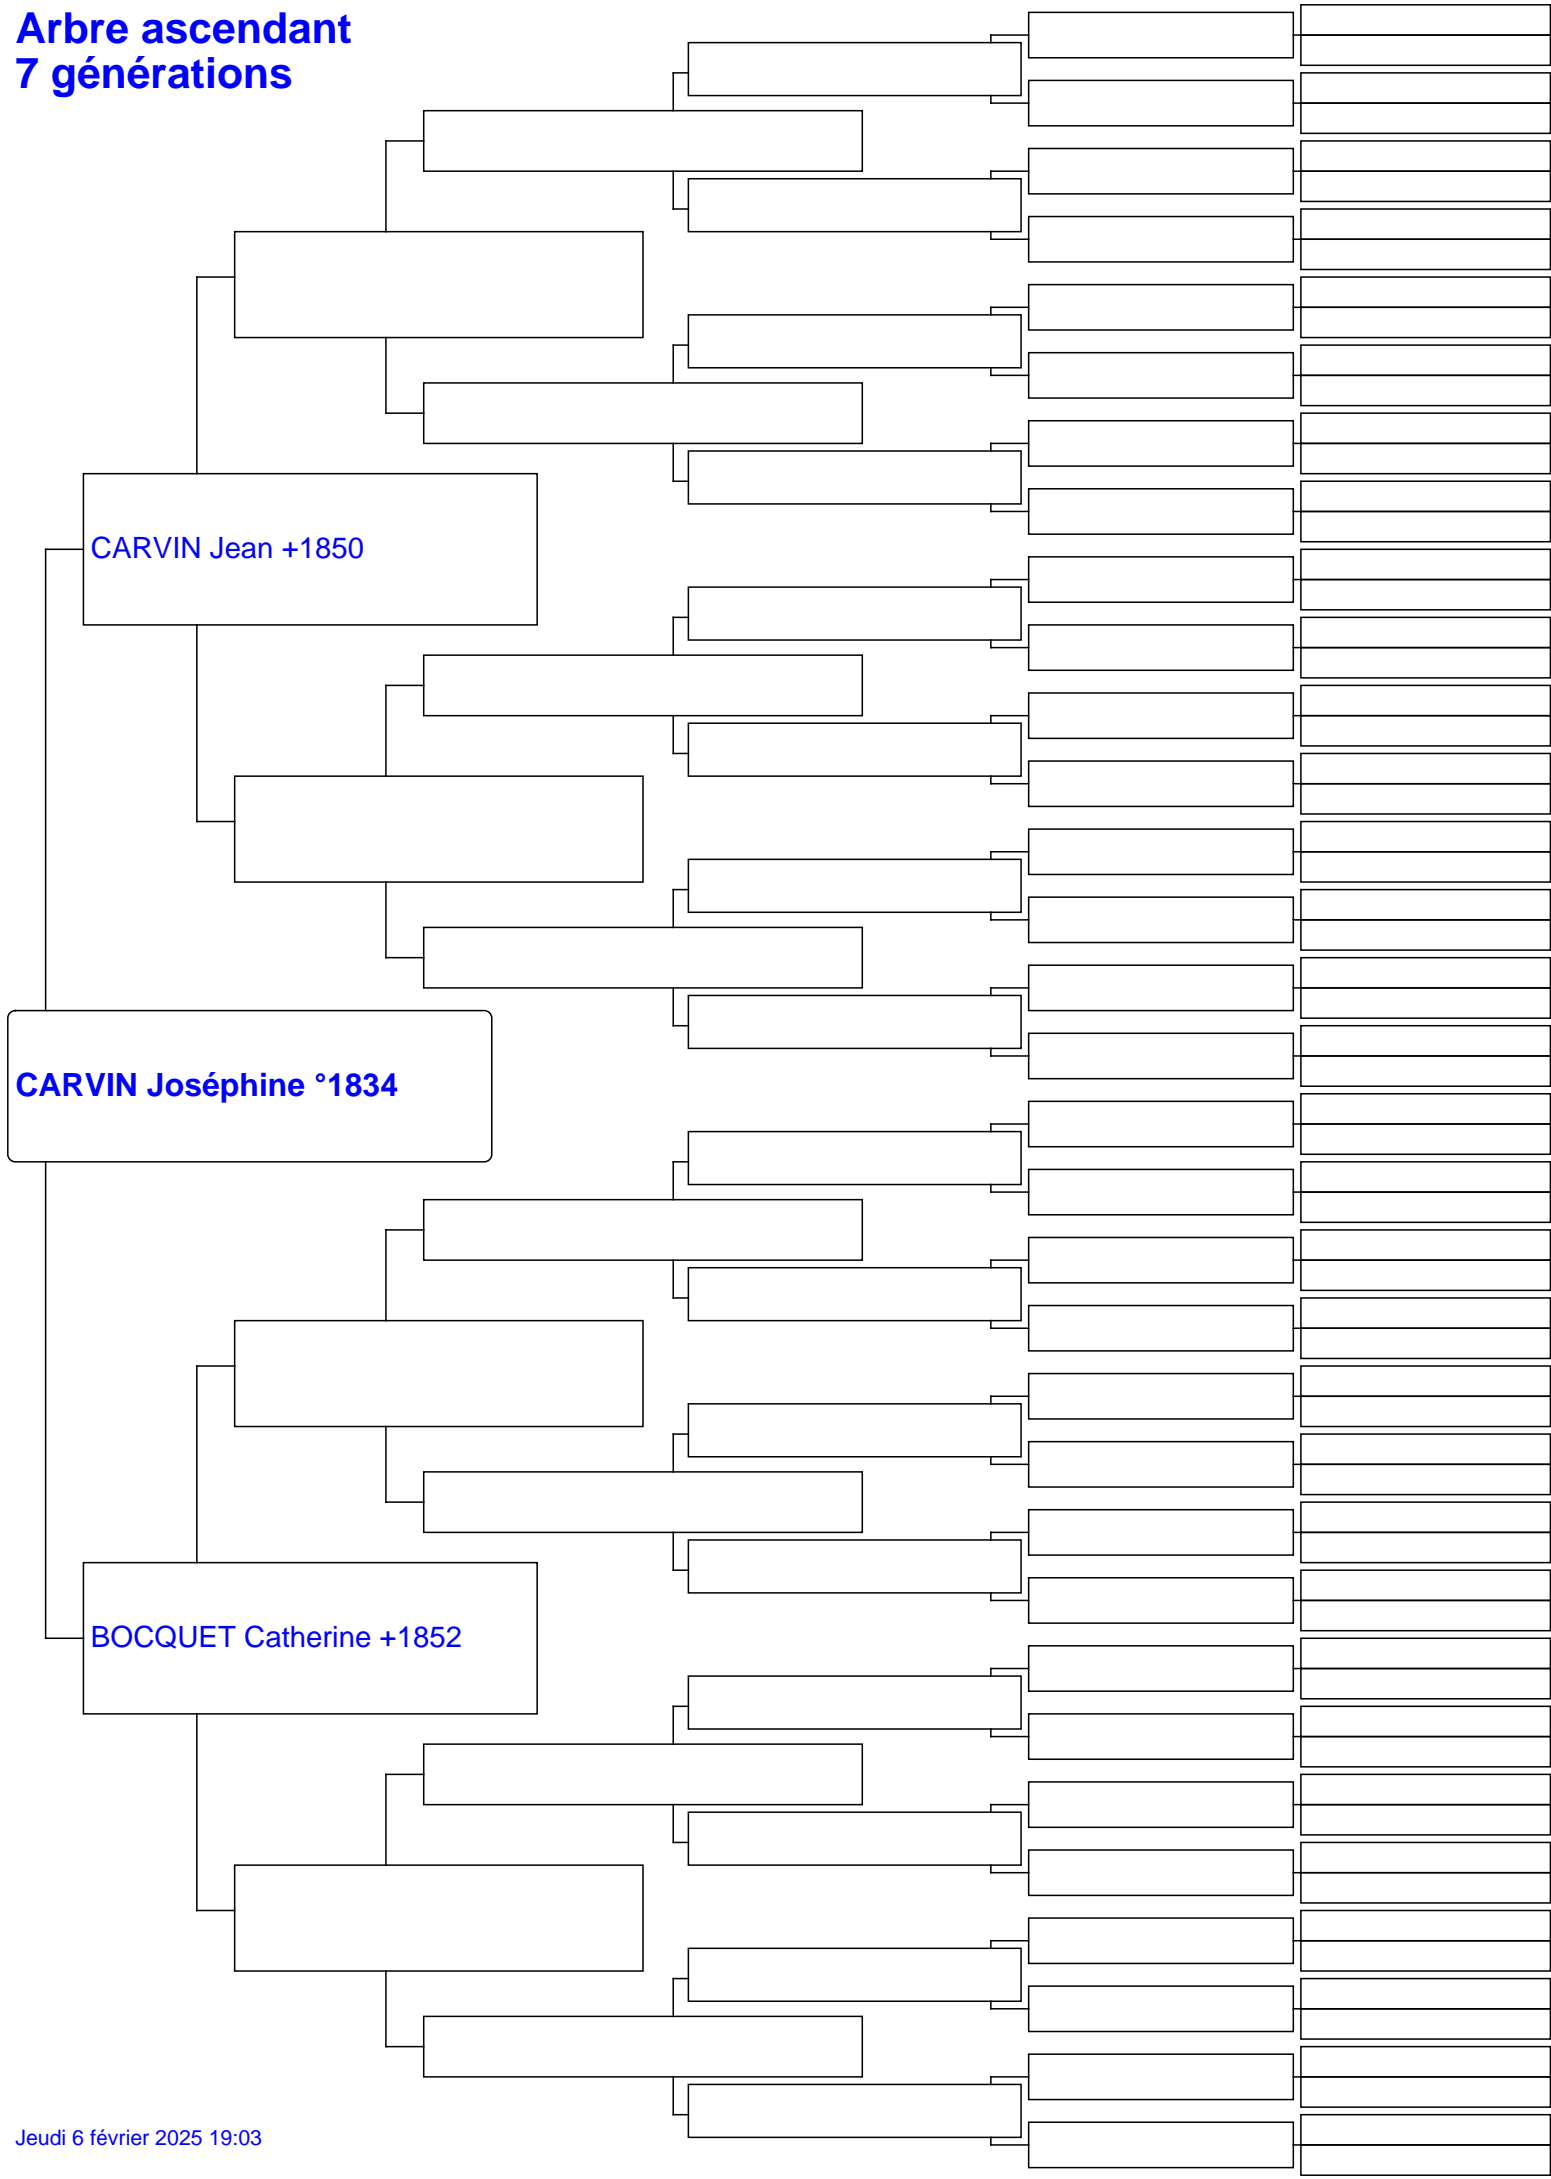 Arbre ascendant
7 générations
CARVIN Jean +1850
CARVIN Joséphine °1834
BOCQUET Catherine +1852
Jeudi 6 février 2025 19:03